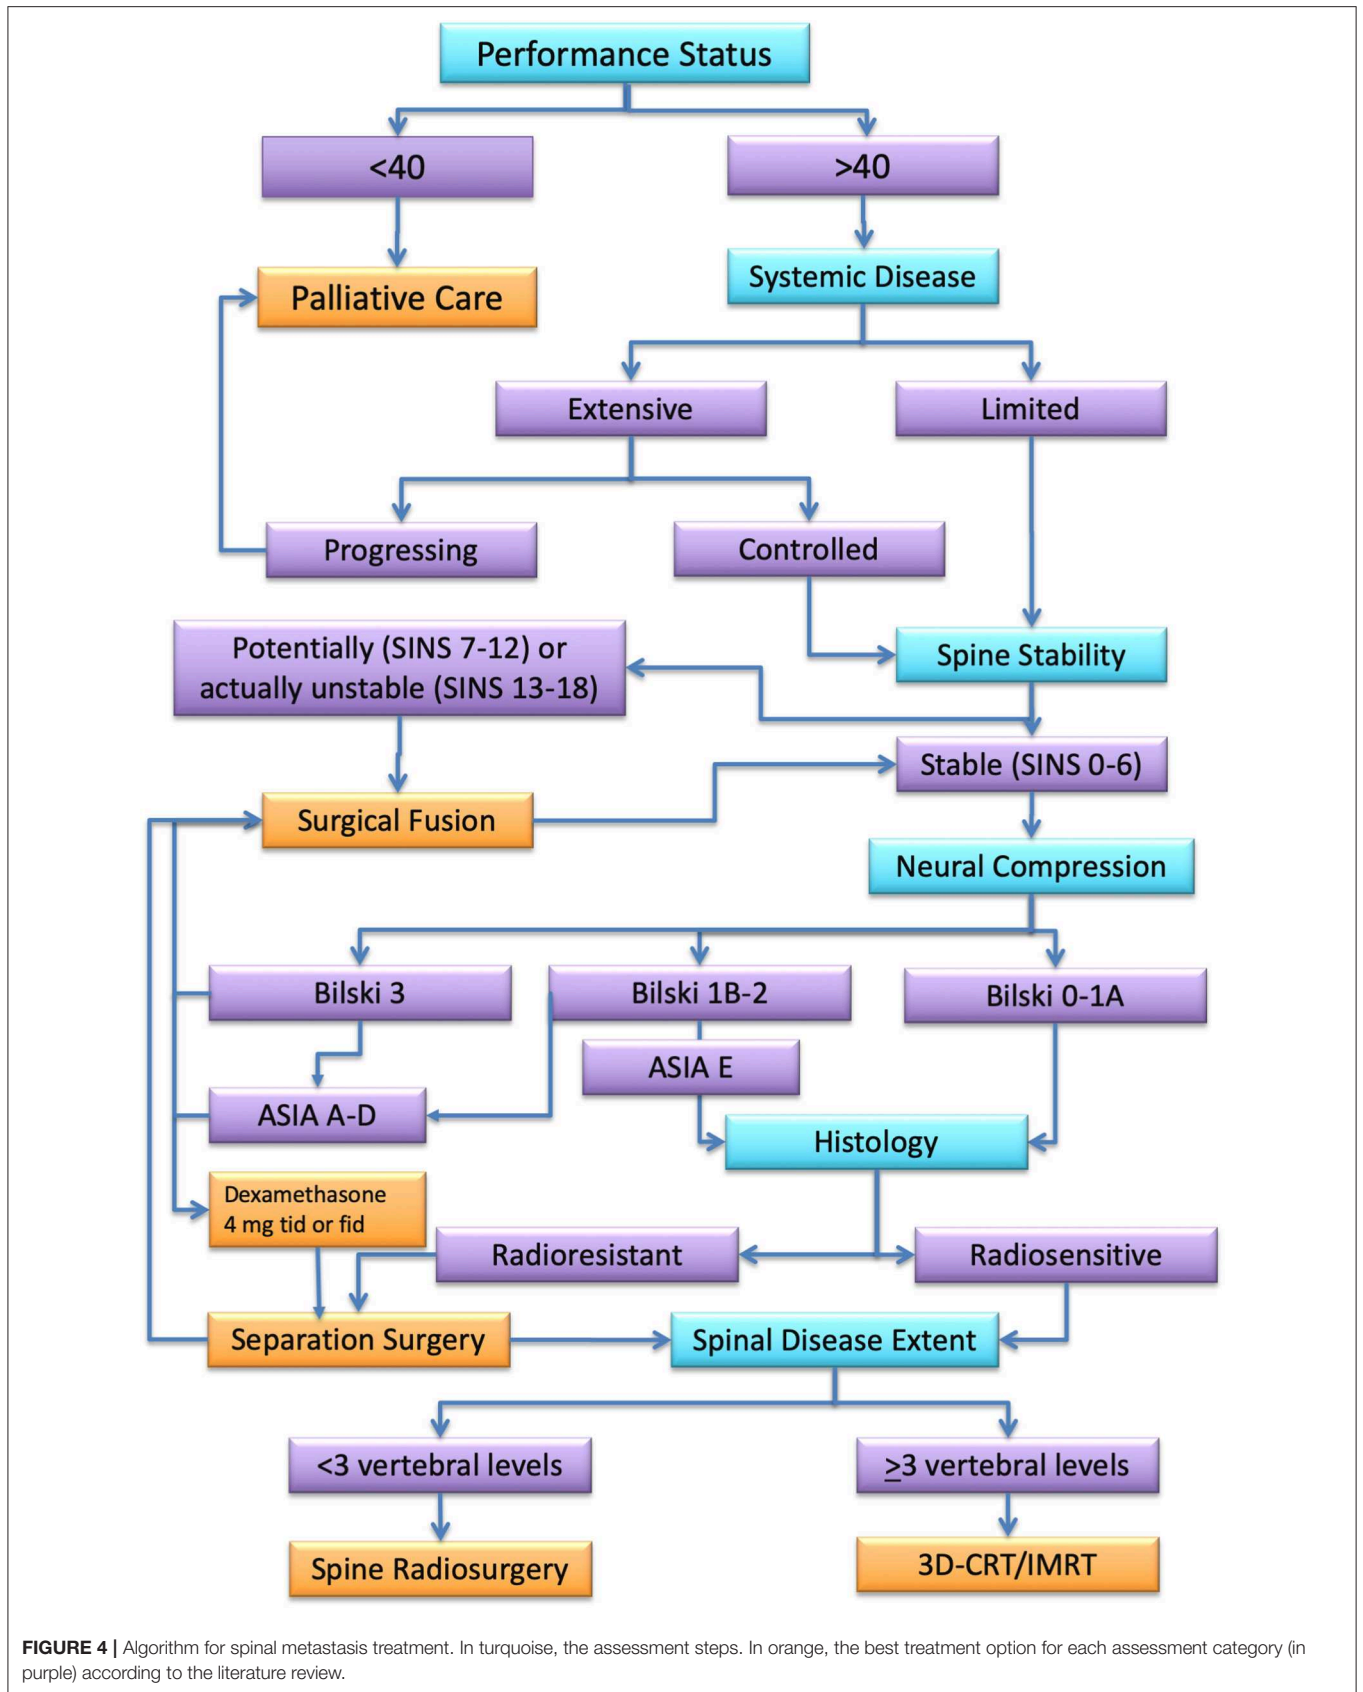 Performance Status
<40
>40
Palliative Care
Systemic Disease
Extensive
Limited
Progressing
Controlled
Potentially (SINS 7-12) or
actually unstable (SINS 13-18)
Spine Stability
Stable (SINS 0-6)
Surgical Fusion
Neural Compression
Bilski 3
Bilski 1B-2
Bilski 0-1A
ASIA E
ASIA A-D
Histology
Dexamethasone
4 mg tid or fid
Radioresistant
Radiosensitive
Separation Surgery
Spinal Disease Extent
<3 vertebral levels
≥3 vertebral levels
Spine Radiosurgery
3D-CRT/IMRT
FIGURE 4 | Algorithm for spinal metastasis treatment. In turquoise, the assessment steps. In orange, the best treatment option for each assessment category (in
purple) according to the literature review.